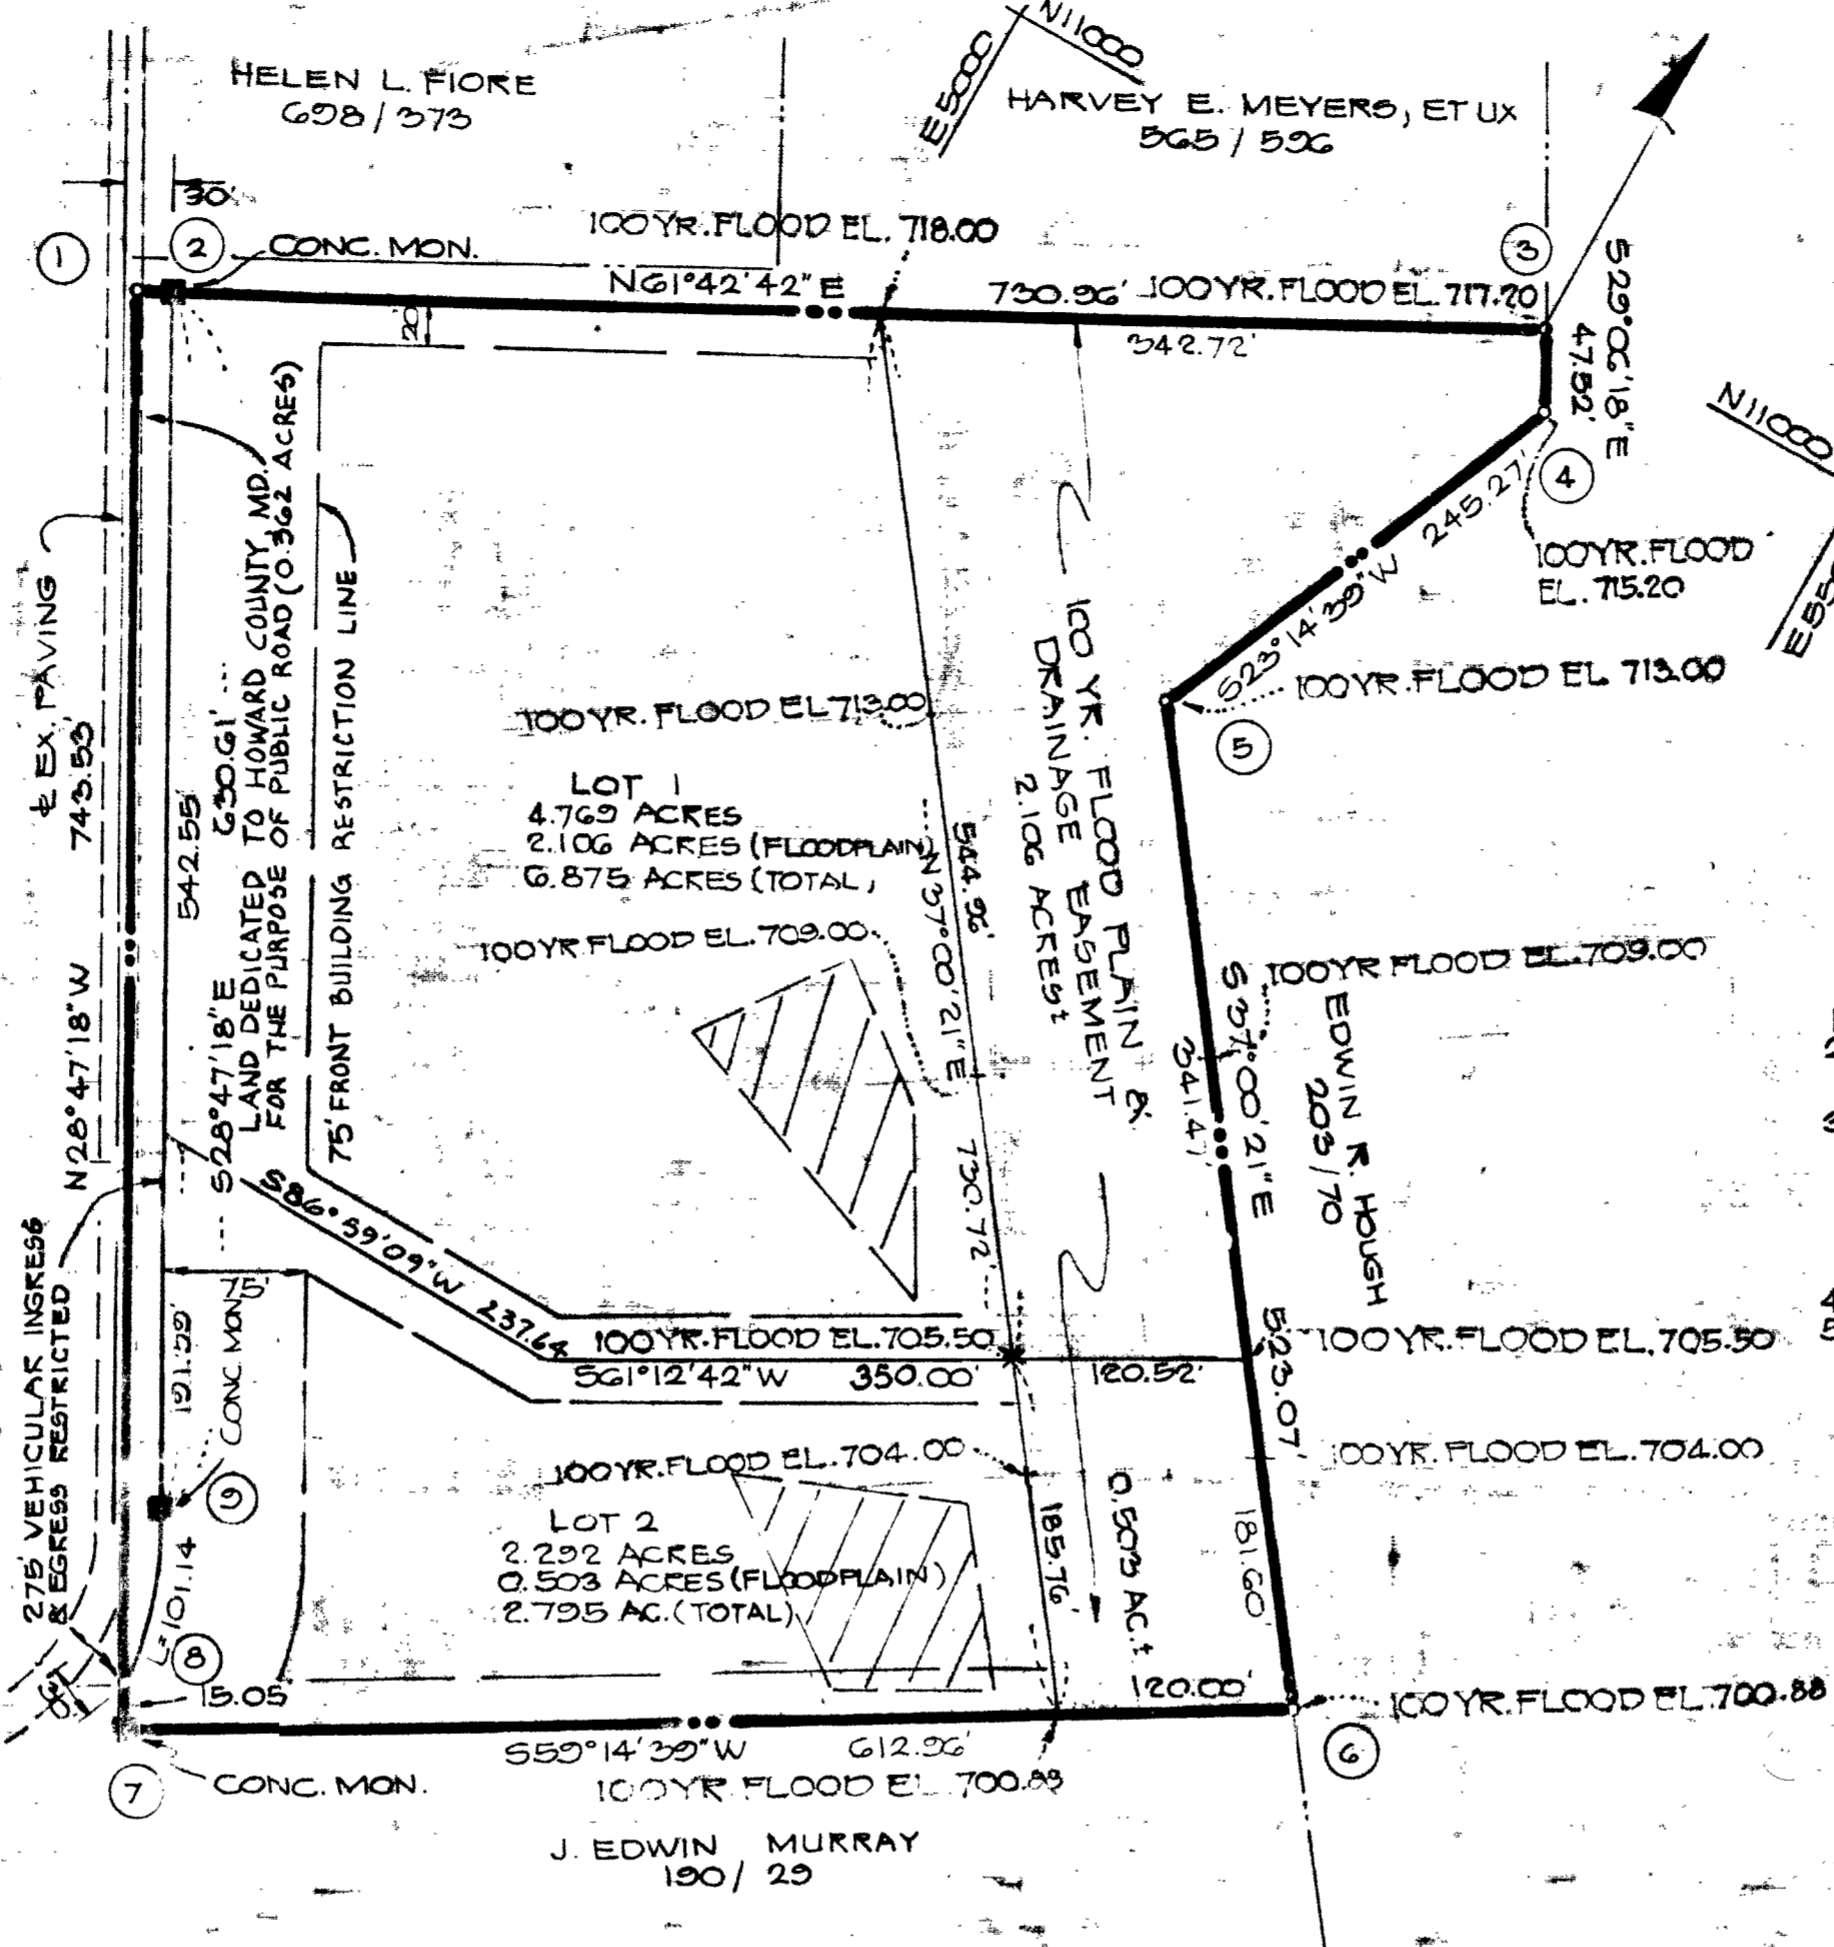 HELEN L. FIORE
698/373
N11000
E5000
HARVEY E. MEYERS, ET UX
565/596
30'
1
2
CONC. MON.
100YR. FLOOD EL. 718.00
3
N61°42'42"E
730.96'
100YR. FLOOD EL. 717.20
342.72'
20'
S29°06'18"E
47.52'
N11000
4
245.27'
S23°14'39"W
100YR. FLOOD
EL. 715.20
100YR. FLOOD EL 713.00
5
℄ EX. PAVING
N28°47'18"W 743.53'
542.55'
S28°47'18"E 630.61'
LAND DEDICATED TO HOWARD COUNTY, MD.
FOR THE PURPOSE OF PUBLIC ROAD (0.362 ACRES)
75' FRONT BUILDING RESTRICTION LINE
100YR. FLOOD EL 713.00
LOT 1
4.769 ACRES
2.106 ACRES (FLOODPLAIN)
6.875 ACRES (TOTAL)
100YR FLOOD EL. 709.00
N37°00'21"E 730.72'
544.96'
100 YR. FLOOD PLAIN &
DRAINAGE EASEMENT
2.106 ACRES±
100YR FLOOD EL. 709.00
S37°00'21"E 523.07'
341.47'
EDWIN R. HOUGH
203/70
S86°59'09"W 237.64
100YR. FLOOD EL. 705.50
S61°12'42"W 350.00'
120.52'
100YR. FLOOD EL. 705.50
275' VEHICULAR INGRESS
& EGRESS RESTRICTED
75'
191.59'
CONC. MON.
9
100YR. FLOOD EL. 704.00
100YR. FLOOD EL. 704.00
LOT 2
2.292 ACRES
0.503 ACRES (FLOODPLAIN)
2.795 AC. (TOTAL)
185.76'
0.503 AC.±
181.60'
L=101.14
8
15.05
120.00'
100YR. FLOOD EL. 700.88
6
S59°14'39"W 612.96'
7
CONC. MON.
100YR FLOOD EL. 700.88
J. EDWIN MURRAY
190/29